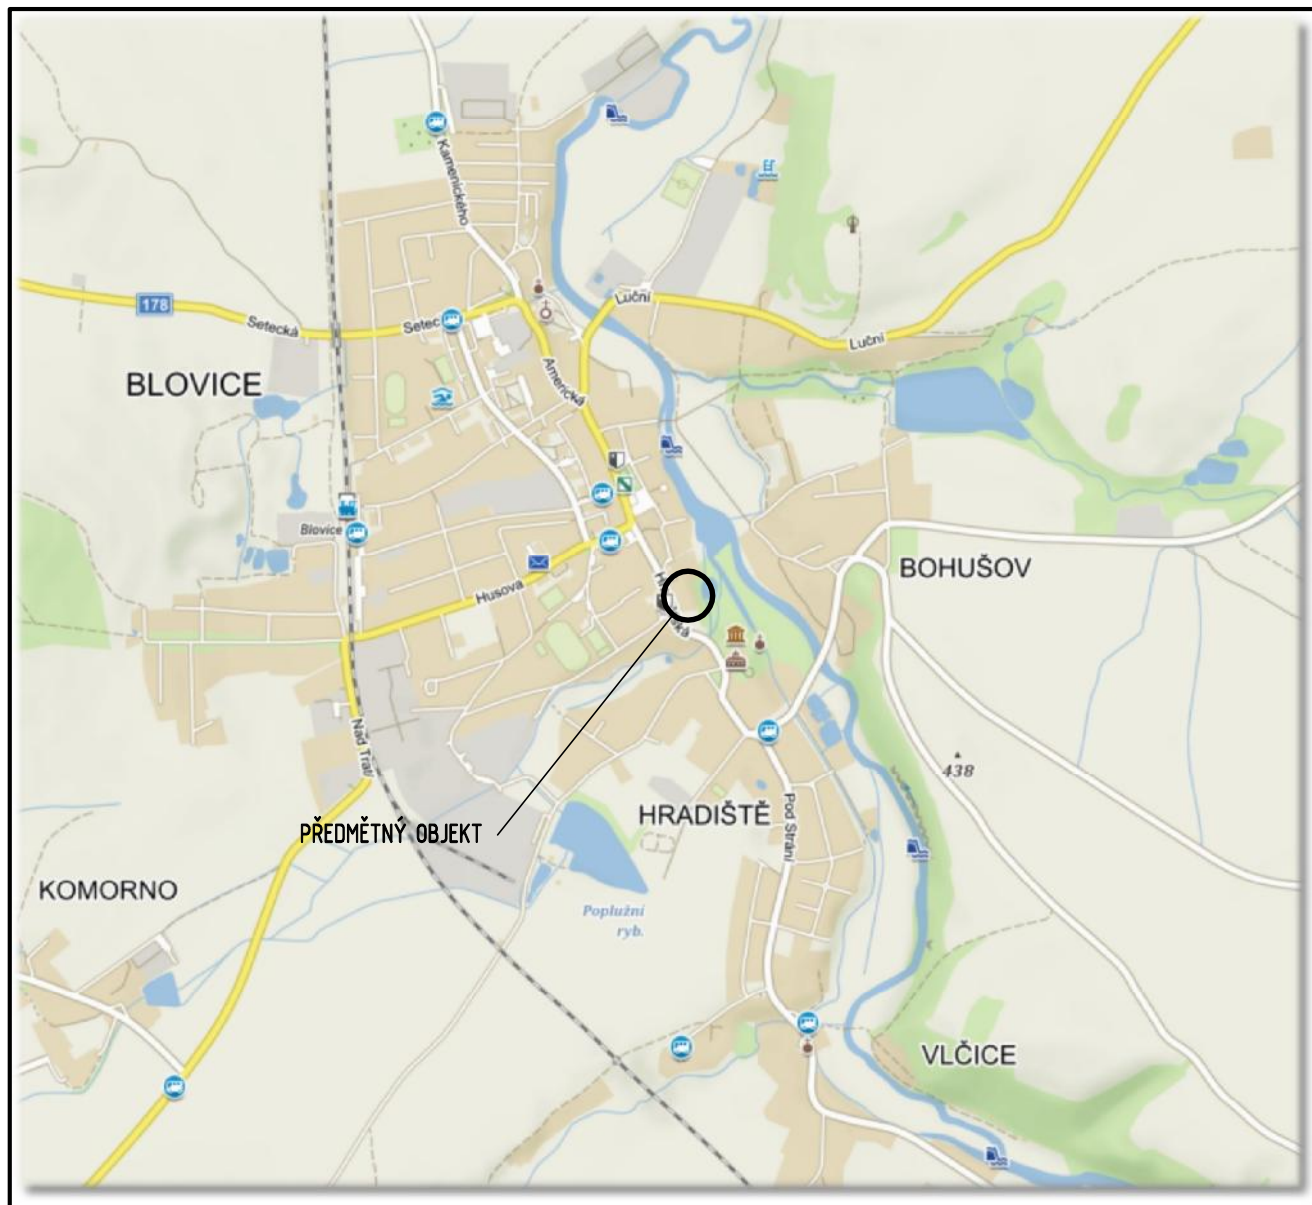 Kamenického
Luční
178
Setecká
Setec
Luční
BLOVICE
Americká
Blovice
BOHUŠOV
Husova
Nad Tratí
438
HRADIŠTĚ
Pod Strání
PŘEDMĚTNÝ OBJEKT
KOMORNO
Poplužní
ryb.
VLČICE